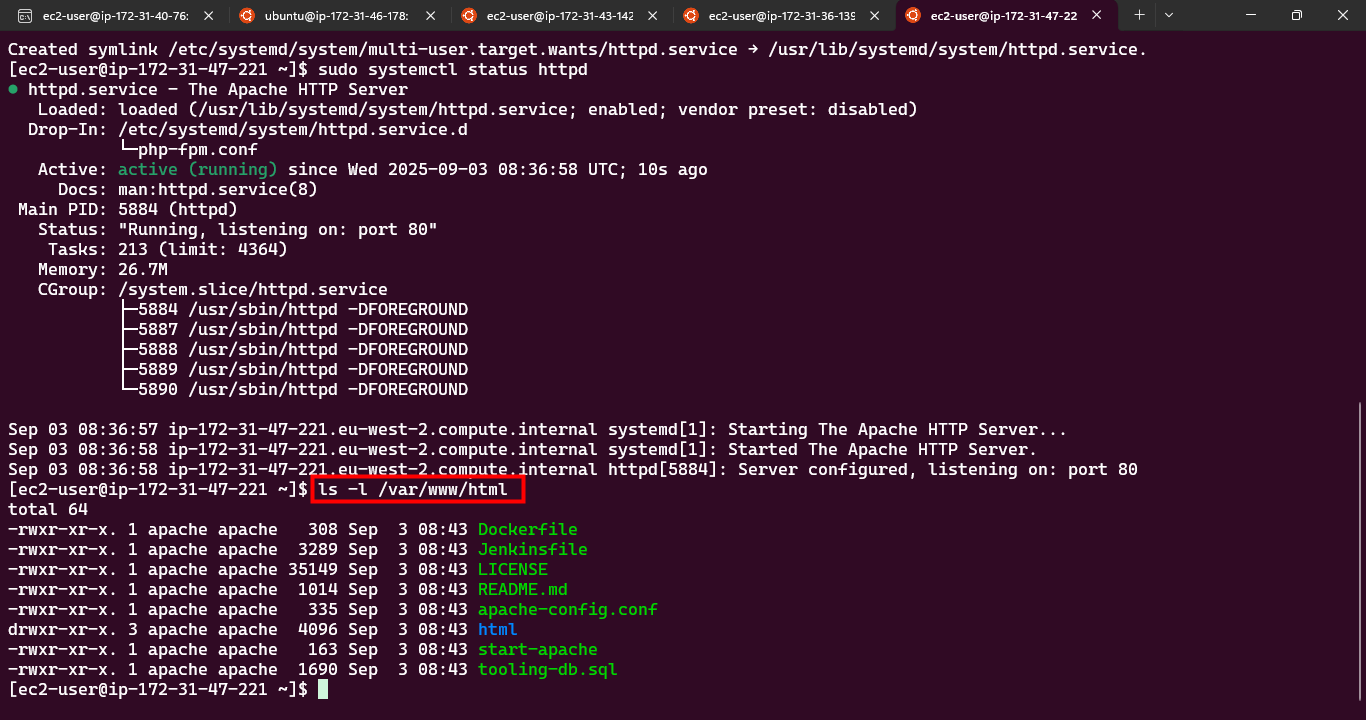 ec2-user@ip-172-31-40-76: ubuntu@ip-172-31-46-178: ec2-user@ip-172-31-43-142 ec2-user@ip-172-31-36-139 ec2-user@ip-172-31-47-22
Created symlink /etc/systemd/system/multi-user.target.wants/httpd.service → /usr/lib/systemd/system/httpd.service.
[ec2-user@ip-172-31-47-221 ~]$ sudo systemctl status httpd
● httpd.service - The Apache HTTP Server
   Loaded: loaded (/usr/lib/systemd/system/httpd.service; enabled; vendor preset: disabled)
  Drop-In: /etc/systemd/system/httpd.service.d
           └─php-fpm.conf
   Active: active (running) since Wed 2025-09-03 08:36:58 UTC; 10s ago
     Docs: man:httpd.service(8)
 Main PID: 5884 (httpd)
   Status: "Running, listening on: port 80"
    Tasks: 213 (limit: 4364)
   Memory: 26.7M
   CGroup: /system.slice/httpd.service
           ├─5884 /usr/sbin/httpd -DFOREGROUND
           ├─5887 /usr/sbin/httpd -DFOREGROUND
           ├─5888 /usr/sbin/httpd -DFOREGROUND
           ├─5889 /usr/sbin/httpd -DFOREGROUND
           └─5890 /usr/sbin/httpd -DFOREGROUND
Sep 03 08:36:57 ip-172-31-47-221.eu-west-2.compute.internal systemd[1]: Starting The Apache HTTP Server...
Sep 03 08:36:58 ip-172-31-47-221.eu-west-2.compute.internal systemd[1]: Started The Apache HTTP Server.
Sep 03 08:36:58 ip-172-31-47-221.eu-west-2.compute.internal httpd[5884]: Server configured, listening on: port 80
[ec2-user@ip-172-31-47-221 ~]$ ls -l /var/www/html
total 64
-rwxr-xr-x. 1 apache apache   308 Sep  3 08:43 Dockerfile
-rwxr-xr-x. 1 apache apache  3289 Sep  3 08:43 Jenkinsfile
-rwxr-xr-x. 1 apache apache 35149 Sep  3 08:43 LICENSE
-rwxr-xr-x. 1 apache apache  1014 Sep  3 08:43 README.md
-rwxr-xr-x. 1 apache apache   335 Sep  3 08:43 apache-config.conf
drwxr-xr-x. 3 apache apache  4096 Sep  3 08:43 html
-rwxr-xr-x. 1 apache apache   163 Sep  3 08:43 start-apache
-rwxr-xr-x. 1 apache apache  1690 Sep  3 08:43 tooling-db.sql
[ec2-user@ip-172-31-47-221 ~]$